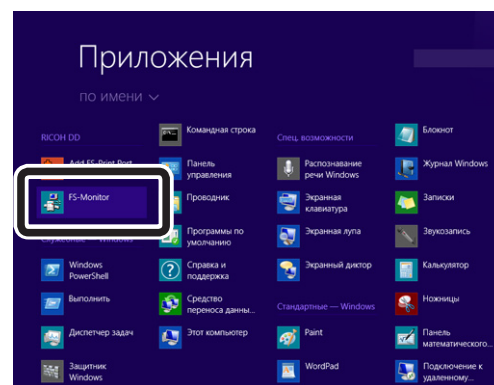 Приложения
по имени
RICOH DD
Add FS-Print Port
FS-Monitor
Служебные — Windows
Windows
PowerShell
Выполнить
Диспетчер задач
Защитник
Windows
Командная строка
Панель
управления
Проводник
Программы по
умолчанию
Справка и
поддержка
Средство
переноса данны...
Этот компьютер
Спец. возможности
Распознавание
речи Windows
Экранная
клавиатура
Экранная лупа
Экранный диктор
Стандартные — Windows
Paint
WordPad
Блокнот
Журнал Windows
Записки
Звукозапись
Калькулятор
Ножницы
Панель
математического...
Подключение к
удаленному...